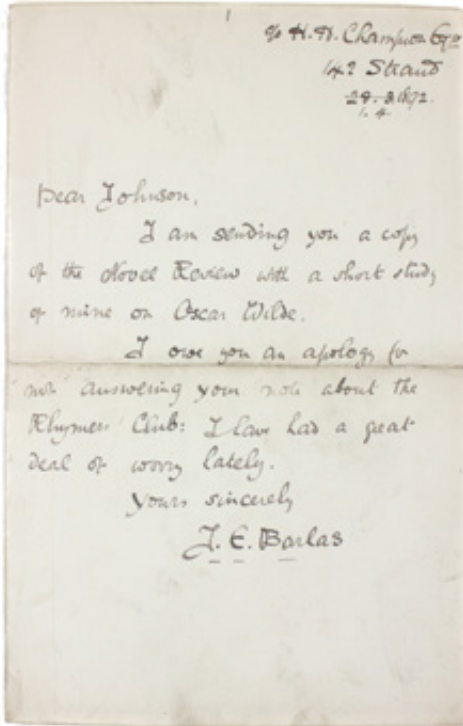 % H. H. Champion Esqre
142 Strand
29. 3. 1892.
1. 4.
Dear Johnson,
I am sending you a copy
of the Novel Review with a short study
of mine on Oscar Wilde.
I owe you an apology for
not answering your note about the
Rhymers Club: I have had a great
deal of worry lately.
Yours sincerely
J. E. Barlas